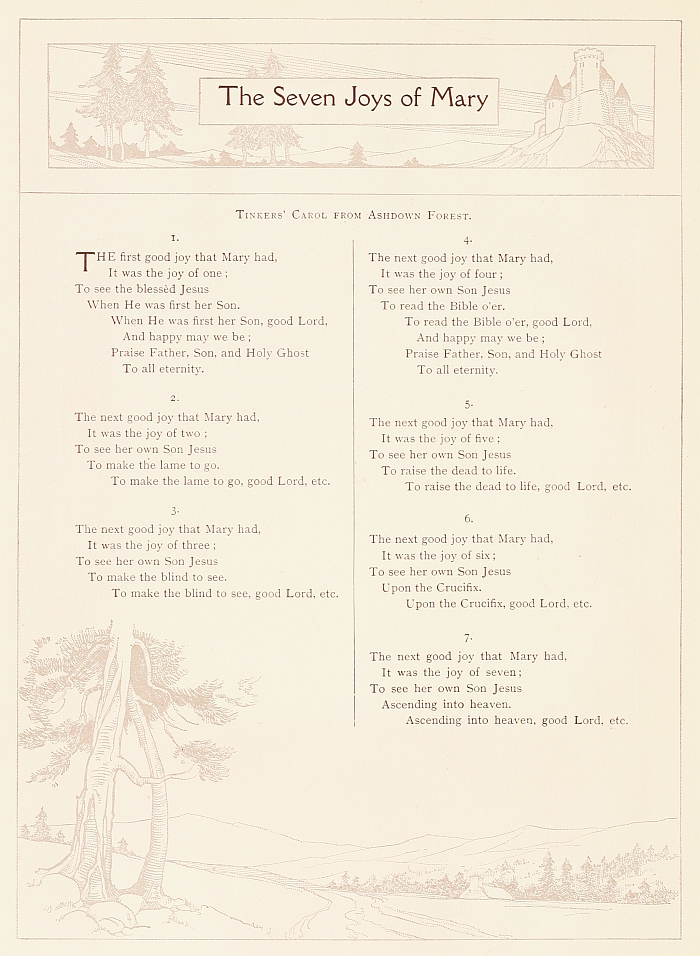 The Seven Joys of Mary
Tinkers' Carol from Ashdown Forest.
1.
THE first good joy that Mary had,
It was the joy of one;
To see the blessèd Jesus
When He was first her Son.
When He was first her Son, good Lord,
And happy may we be;
Praise Father, Son, and Holy Ghost
To all eternity.
2.
The next good joy that Mary had,
It was the joy of two;
To see her own Son Jesus
To make the lame to go.
To make the lame to go, good Lord, etc.
3.
The next good joy that Mary had,
It was the joy of three;
To see her own Son Jesus
To make the blind to see.
To make the blind to see, good Lord, etc.
4.
The next good joy that Mary had,
It was the joy of four;
To see her own Son Jesus
To read the Bible o'er.
To read the Bible o'er, good Lord,
And happy may we be;
Praise Father, Son, and Holy Ghost
To all eternity.
5.
The next good joy that Mary had,
It was the joy of five;
To see her own Son Jesus
To raise the dead to life.
To raise the dead to life, good Lord, etc.
6.
The next good joy that Mary had,
It was the joy of six;
To see her own Son Jesus
Upon the Crucifix.
Upon the Crucifix, good Lord, etc.
7.
The next good joy that Mary had,
It was the joy of seven;
To see her own Son Jesus
Ascending into heaven.
Ascending into heaven, good Lord, etc.